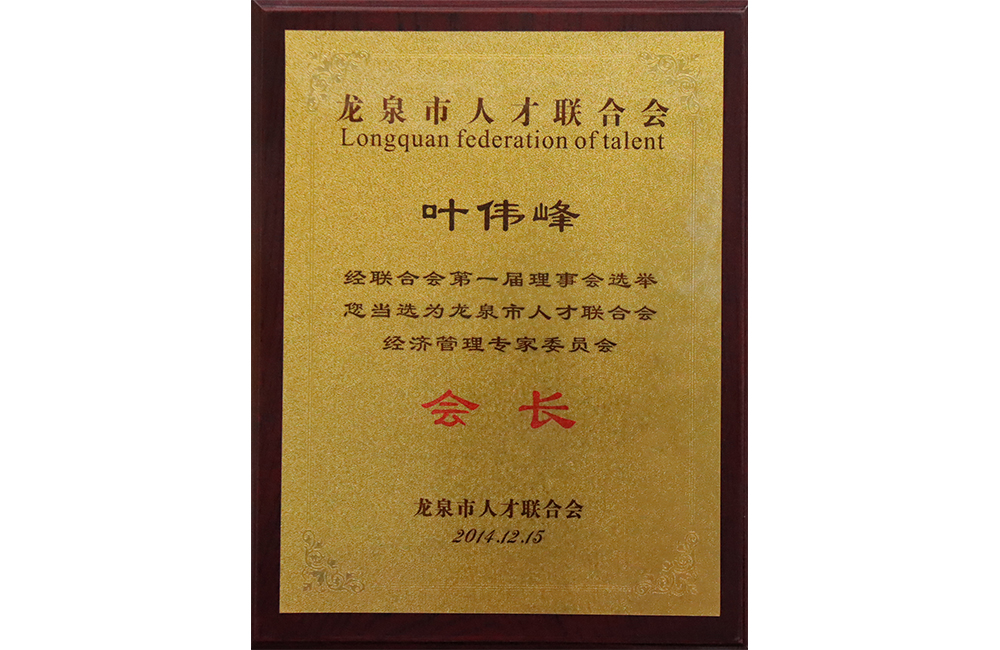 龙泉市人才联合会
Longquan federation of talent
叶伟峰
经联合会第一届理事会选举
您当选为龙泉市人才联合会
经济管理专家委员会
会长
龙泉市人才联合会
2014.12.15